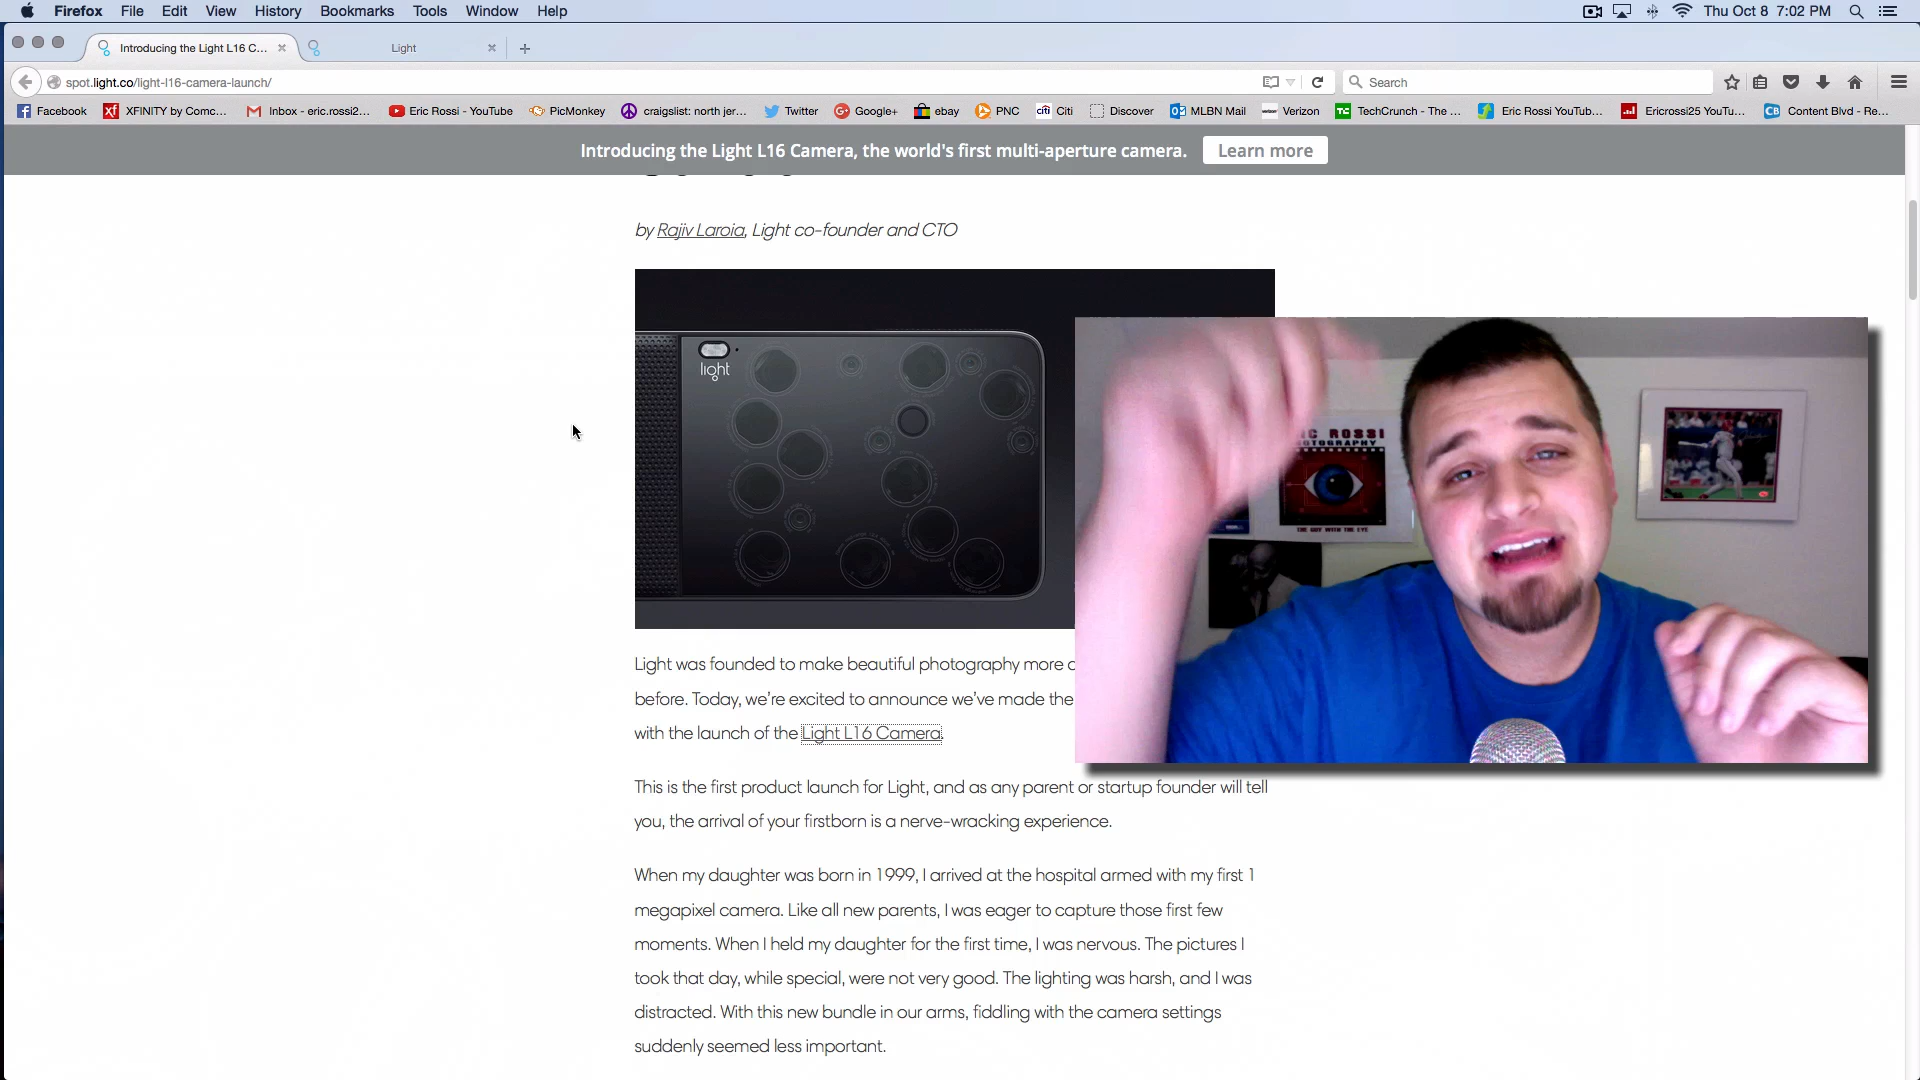 Firefox File Edit View History Bookmarks Tools Window Help Thu Oct 8 7:02 PM
Introducing the Light L16 C... Light
spot.light.co/light-l16-camera-launch/ Search
Facebook XFINITY by Comc... Inbox - eric.rossi2... Eric Rossi - YouTube PicMonkey craigslist: north jer... Twitter Google+ ebay PNC Citi Discover MLBN Mail Verizon TechCrunch - The ... Eric Rossi YouTub... Ericrossi25 YouTu... Content Blvd - Re...
Introducing the Light L16 Camera, the world's first multi-aperture camera. Learn more
by Rajiv Laroia, Light co-founder and CTO
light
ROSSI
THE GUY WITH THE EYE
Light was founded to make beautiful photography more
before. Today, we're excited to announce we've made the
with the launch of the Light L16 Camera.
This is the first product launch for Light, and as any parent or startup founder will tell
you, the arrival of your firstborn is a nerve-wracking experience.
When my daughter was born in 1999, I arrived at the hospital armed with my first 1
megapixel camera. Like all new parents, I was eager to capture those first few
moments. When I held my daughter for the first time, I was nervous. The pictures I
took that day, while special, were not very good. The lighting was harsh, and I was
distracted. With this new bundle in our arms, fiddling with the camera settings
suddenly seemed less important.